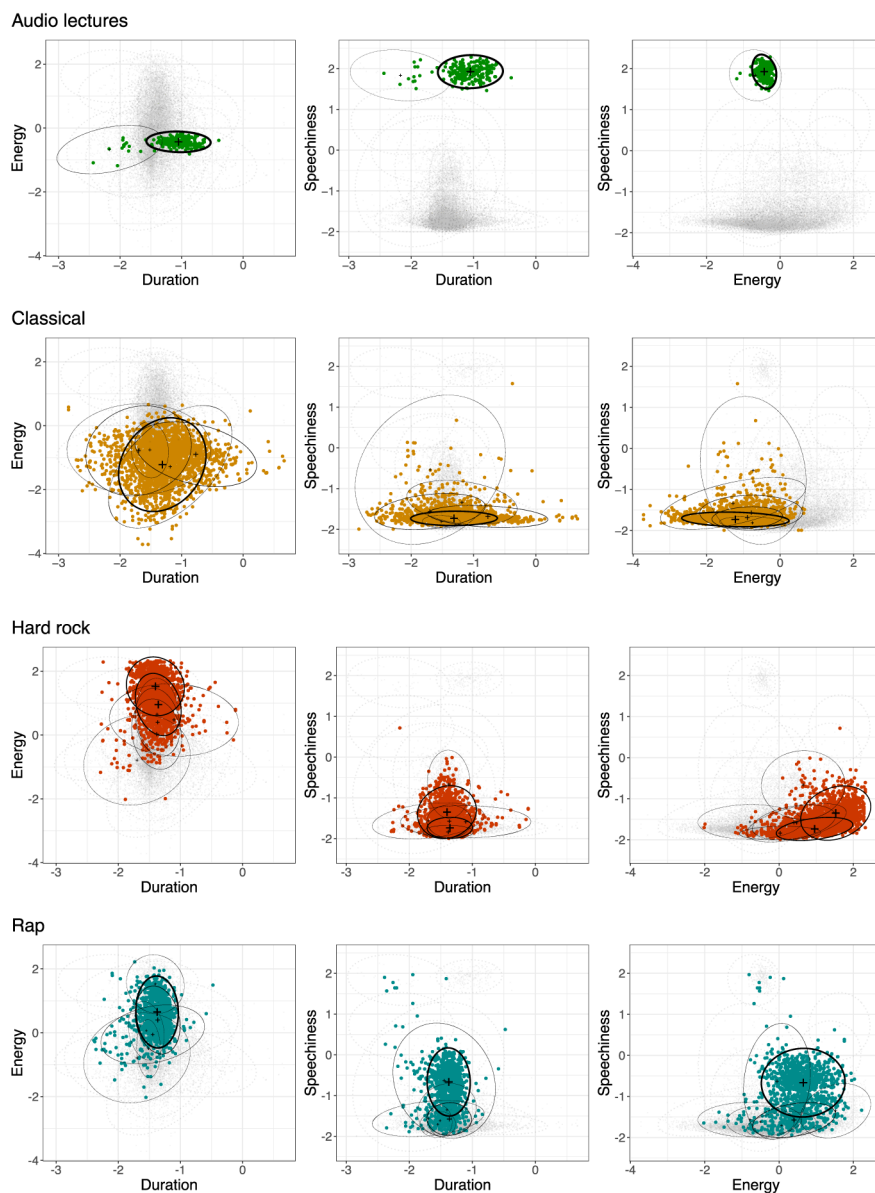 Audio lectures
2
0
−2
−4
Energy
−3 −2 −1 0
Duration
2
1
0
−1
−2
Speechiness
−3 −2 −1 0
Duration
2
1
0
−1
−2
Speechiness
−4 −2 0 2
Energy
Classical
2
0
−2
−4
Energy
−3 −2 −1 0
Duration
2
1
0
−1
−2
Speechiness
−3 −2 −1 0
Duration
2
1
0
−1
−2
Speechiness
−4 −2 0 2
Energy
Hard rock
2
0
−2
−4
Energy
−3 −2 −1 0
Duration
2
1
0
−1
−2
Speechiness
−3 −2 −1 0
Duration
2
1
0
−1
−2
Speechiness
−4 −2 0 2
Energy
Rap
2
0
−2
−4
Energy
−3 −2 −1 0
Duration
2
1
0
−1
−2
Speechiness
−3 −2 −1 0
Duration
2
1
0
−1
−2
Speechiness
−4 −2 0 2
Energy